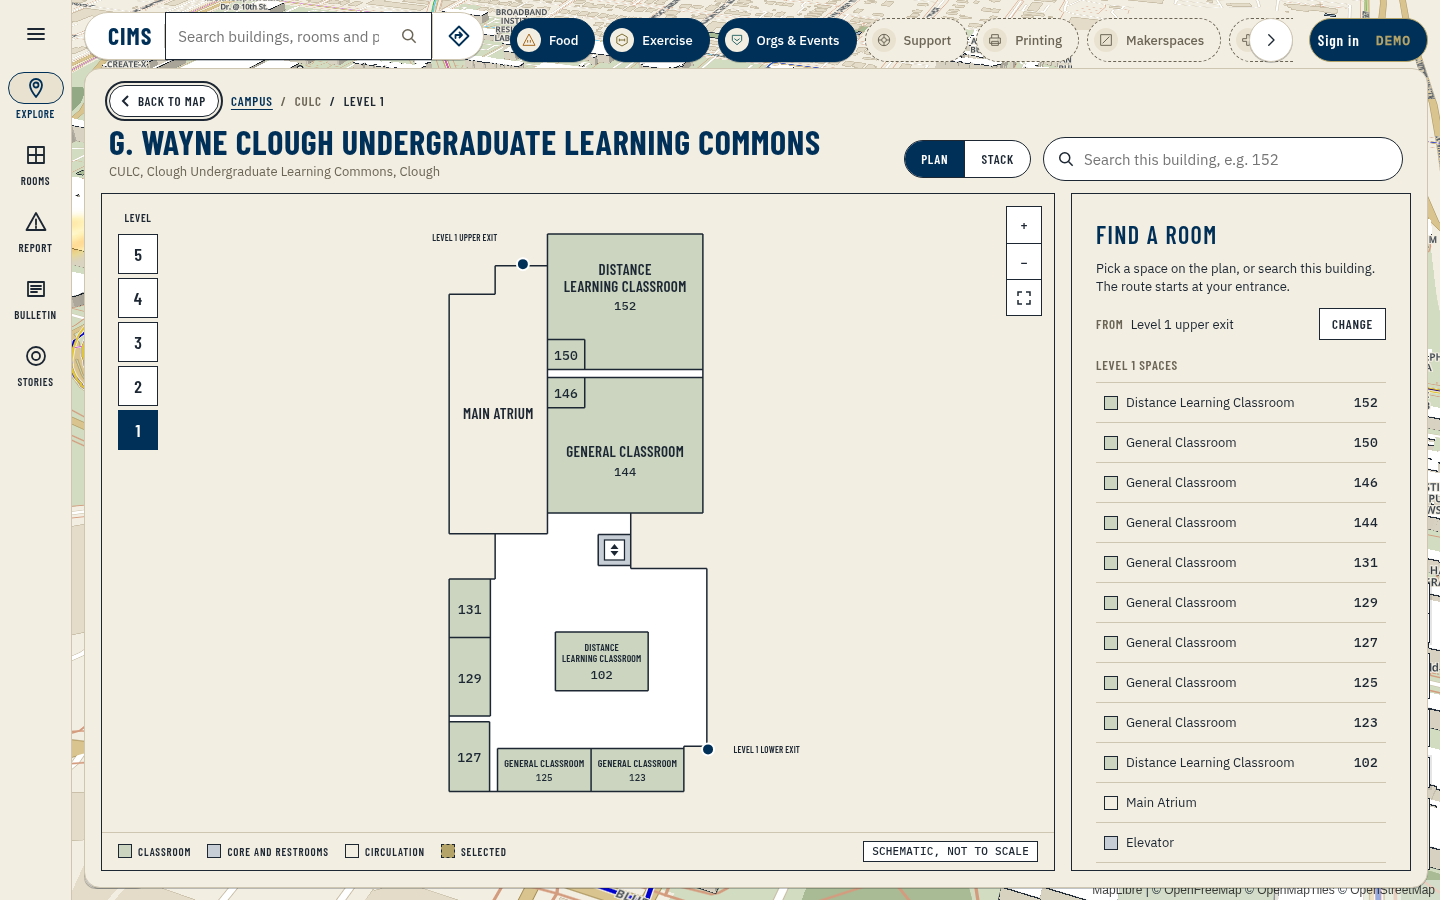 Dr. @ 10th St.
BROADBAND
CIMS
Search buildings, rooms and p
Food
Exercise
Orgs & Events
Support
Printing
Makerspaces
Sign in
DEMO
CREATE-X
EXPLORE
ROOMS
REPORT
BULLETIN
STORIES
BACK TO MAP
CAMPUS / CULC / LEVEL 1
G. WAYNE CLOUGH UNDERGRADUATE LEARNING COMMONS
CULC, Clough Undergraduate Learning Commons, Clough
PLAN
STACK
Search this building, e.g. 152
LEVEL
5
4
3
2
1
LEVEL 1 UPPER EXIT
DISTANCE
LEARNING CLASSROOM
152
150
146
MAIN ATRIUM
GENERAL CLASSROOM
144
131
129
127
DISTANCE
LEARNING CLASSROOM
102
GENERAL CLASSROOM
125
GENERAL CLASSROOM
123
LEVEL 1 LOWER EXIT
+
–
CLASSROOM
CORE AND RESTROOMS
CIRCULATION
SELECTED
SCHEMATIC, NOT TO SCALE
FIND A ROOM
Pick a space on the plan, or search this building.
The route starts at your entrance.
FROM Level 1 upper exit
CHANGE
LEVEL 1 SPACES
Distance Learning Classroom 152
General Classroom 150
General Classroom 146
General Classroom 144
General Classroom 131
General Classroom 129
General Classroom 127
General Classroom 125
General Classroom 123
Distance Learning Classroom 102
Main Atrium
Elevator
MapLibre | © OpenFreeMap © OpenMapTiles © OpenStreetMap